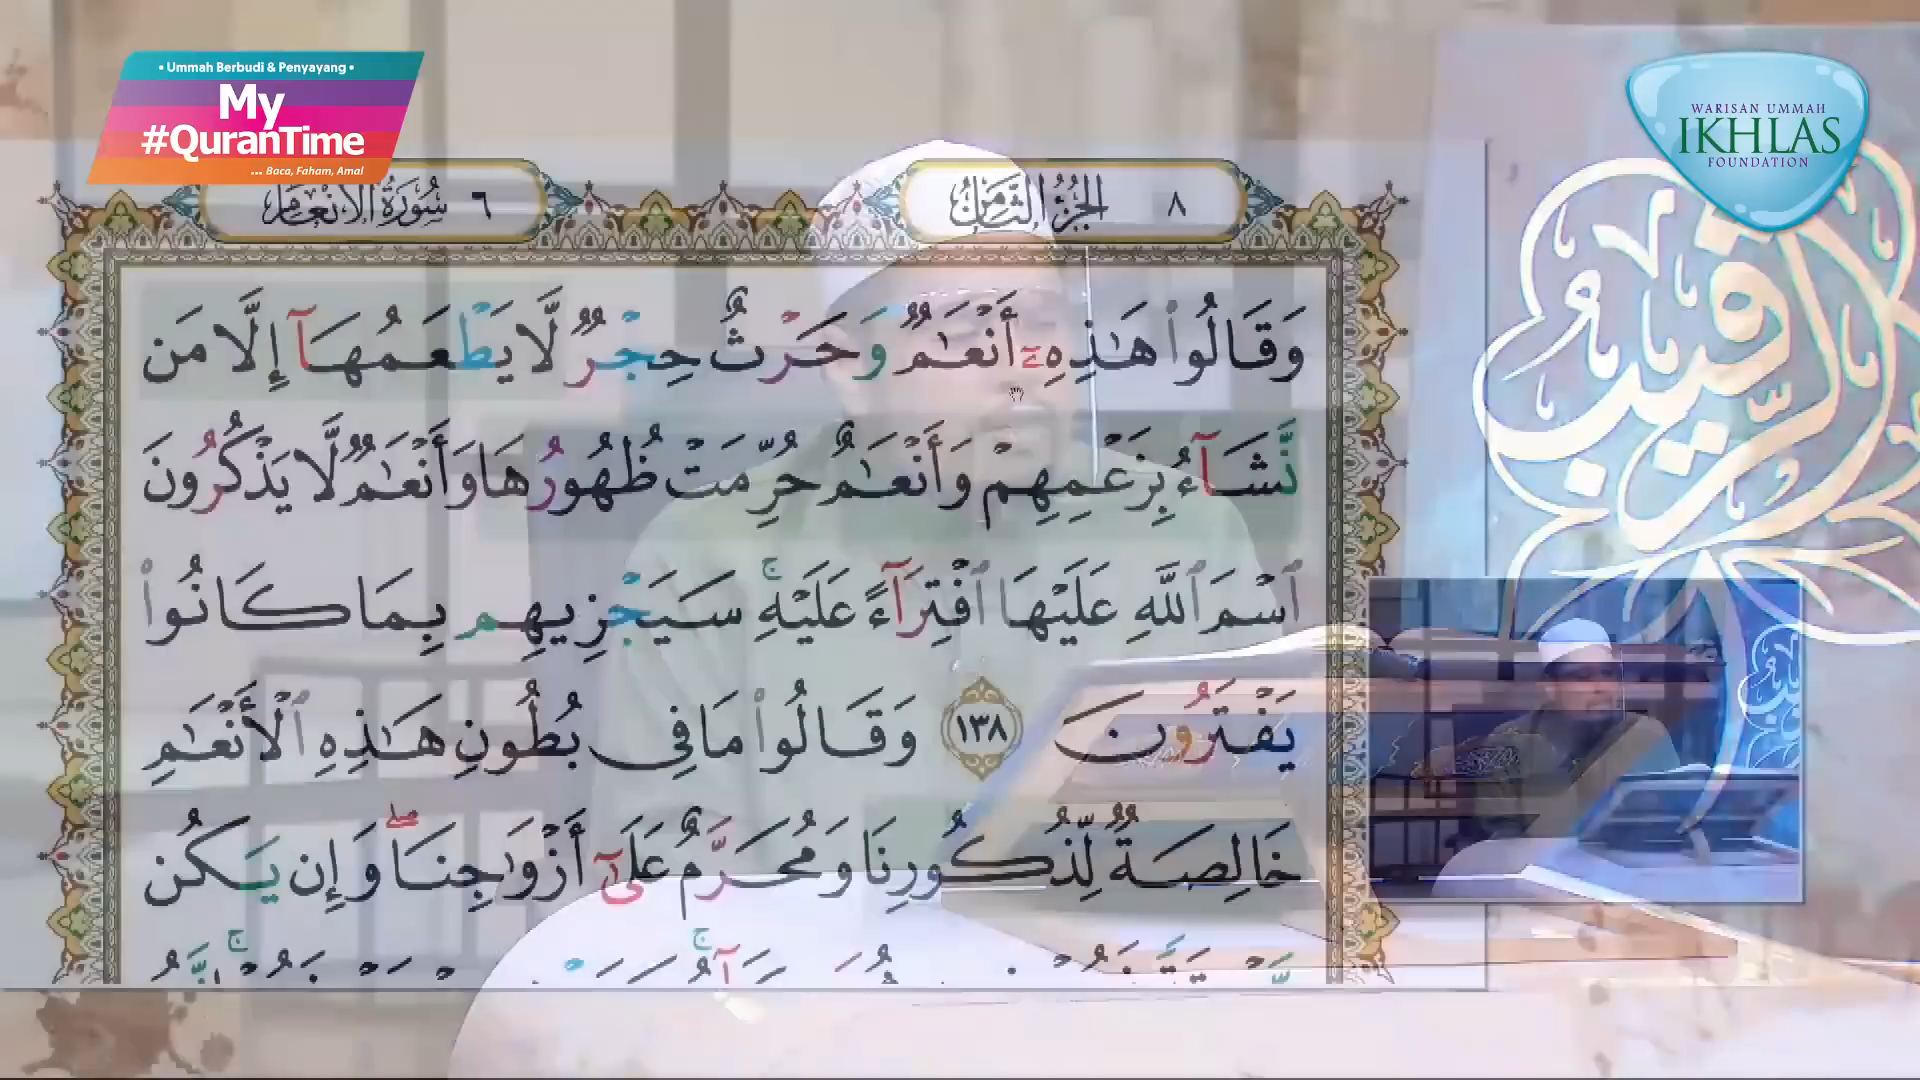 • Ummah Berbudi & Penyayang •
My
#QuranTime
... Baca, Faham, Amal
WARISAN UMMAH
IKHLAS
FOUNDATION
٨ الجُزْءُ الثَّامِنُ
٦ سُورَةُ الأَنْعَام
وَقَالُوا۟ هَـٰذِهِۦٓ أَنْعَـٰمٌ وَحَرْثٌ حِجْرٌ لَّا يَطْعَمُهَآ إِلَّا مَن
نَّشَآءُ بِزَعْمِهِمْ وَأَنْعَـٰمٌ حُرِّمَتْ ظُهُورُهَا وَأَنْعَـٰمٌ لَّا يَذْكُرُونَ
ٱسْمَ ٱللَّهِ عَلَيْهَا ٱفْتِرَآءً عَلَيْهِ ۚ سَيَجْزِيهِم بِمَا كَانُوا۟
يَفْتَرُونَ ١٣٨ وَقَالُوا۟ مَا فِى بُطُونِ هَـٰذِهِ ٱلْأَنْعَـٰمِ
خَالِصَةٌ لِّذُكُورِنَا وَمُحَرَّمٌ عَلَىٰٓ أَزْوَٰجِنَا ۖ وَإِن يَكُن